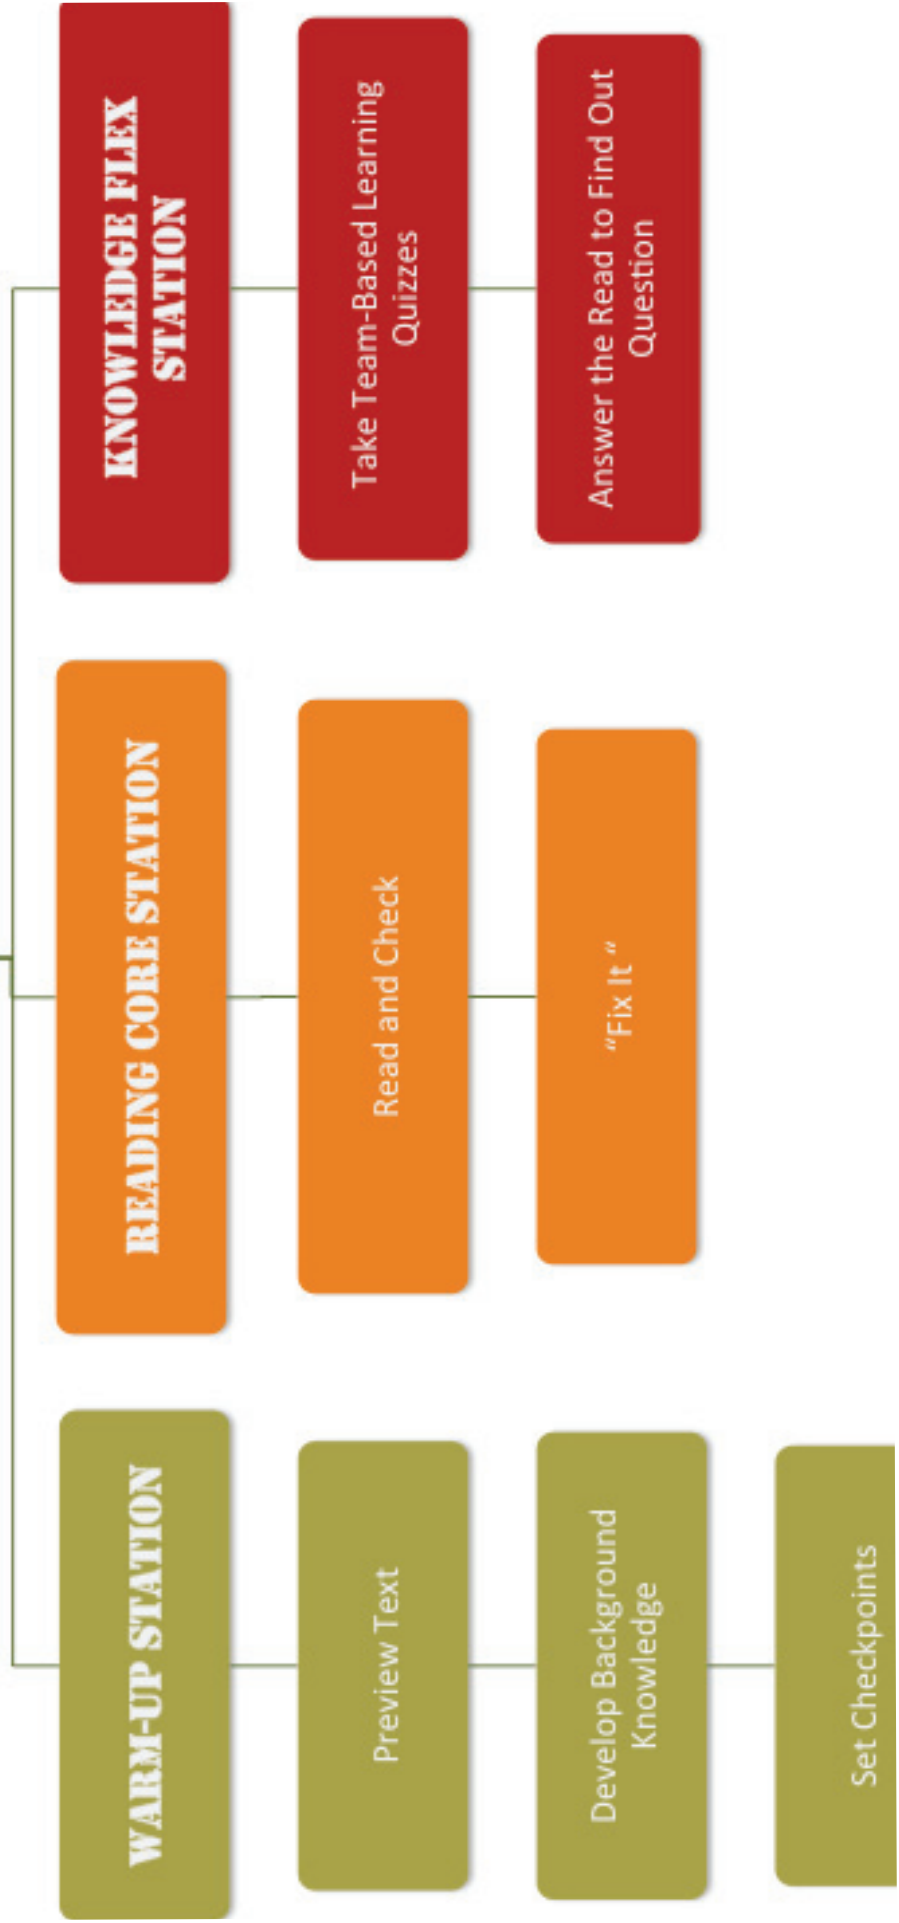 WARM-UP STATION
Preview Text
Develop Background
Knowledge
Set Checkpoints
READING CORE STATION
Read and Check
“Fix It “
KNOWLEDGE FLEX
STATION
Take Team-Based Learning
Quizzes
Answer the Read to Find Out
Question